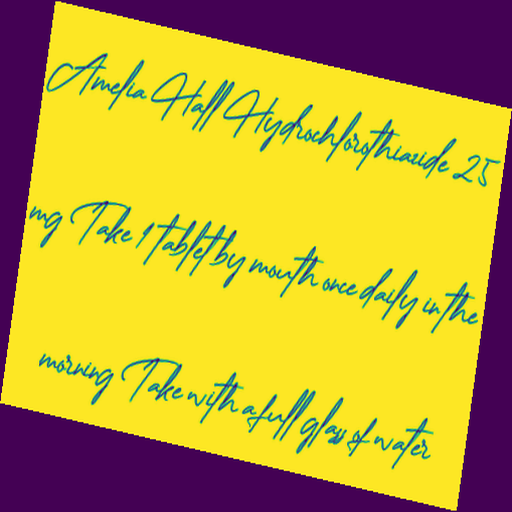 Amelia Hall Hydrochlorothiazide 25
mg Take 1 tablet by mouth once daily in the
morning Take with a full glass of water